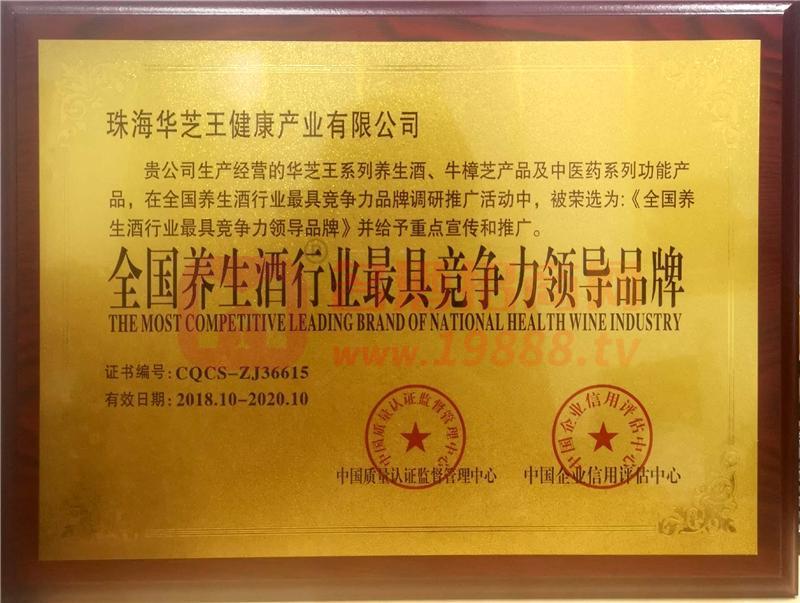 珠海华芝王健康产业有限公司
贵公司生产经营的华芝王系列养生酒、牛樟芝产品及中医药系列功能产
品，在全国养生酒行业最具竞争力品牌调研推广活动中，被荣选为:《全国养
生酒行业最具竞争力领导品牌》并给予重点宣传和推广。
全国养生酒行业最具竞争力领导品牌
THE MOST COMPETITIVE LEADING BRAND OF NATIONAL HEALTH WINE INDUSTRY
www.19888.tv
证书编号: CQCS-ZJ36615
有效日期: 2018.10-2020.10
中国质量认证监督管理中心
中国企业信用评估中心
中国质量认证监督管理中心
中国企业信用评估中心